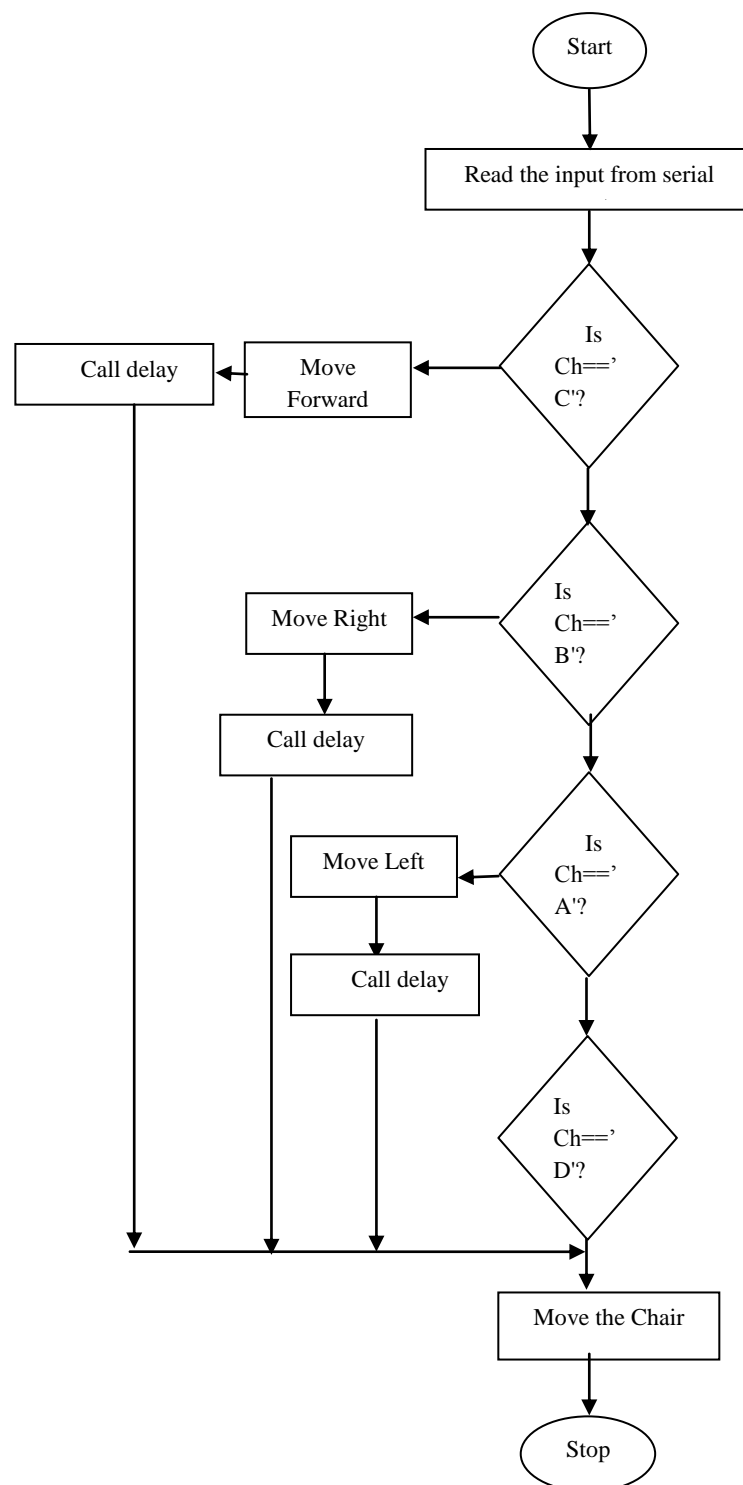 Start
Read the input from serial
Is
Ch==’
C'?
Move
Forward
Call delay
Is
Ch==’
B'?
Move Right
Call delay
Is
Ch==’
A'?
Move Left
Call delay
Is
Ch==’
D'?
Move the Chair
Stop